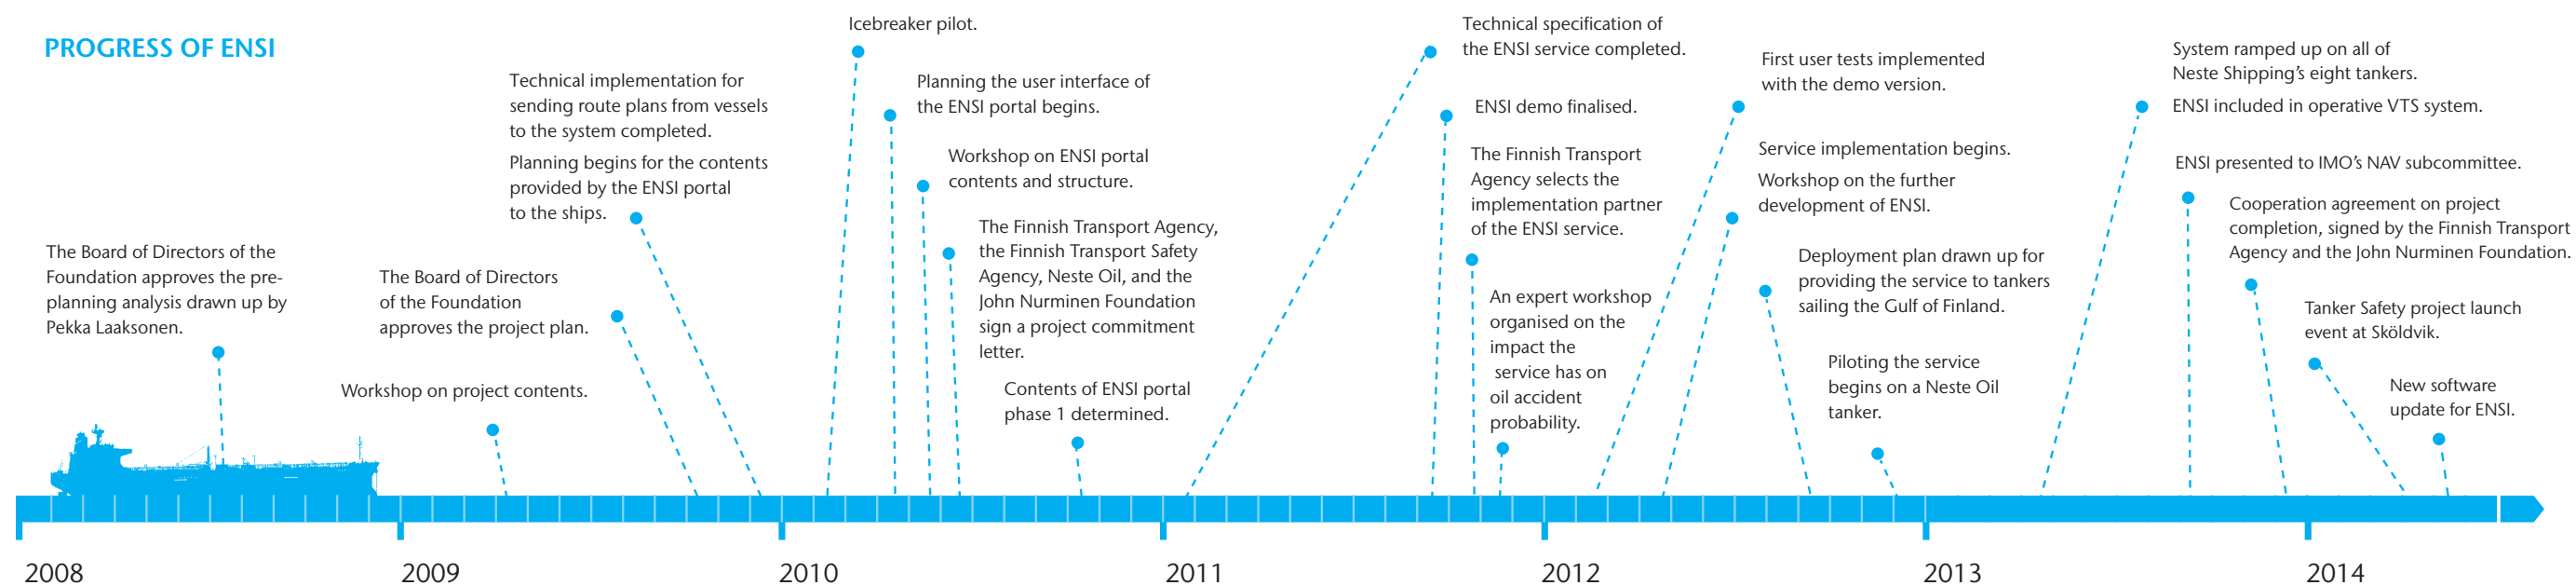 PROGRESS OF ENSI
The Board of Directors of the
Foundation approves the pre-
planning analysis drawn up by
Pekka Laaksonen.
Workshop on project contents.
The Board of Directors
of the Foundation
approves the project plan.
Technical implementation for
sending route plans from vessels
to the system completed.
Planning begins for the contents
provided by the ENSI portal
to the ships.
Icebreaker pilot.
Planning the user interface of
the ENSI portal begins.
Workshop on ENSI portal
contents and structure.
The Finnish Transport Agency,
the Finnish Transport Safety
Agency, Neste Oil, and the
John Nurminen Foundation
sign a project commitment
letter.
Contents of ENSI portal
phase 1 determined.
Technical specification of
the ENSI service completed.
ENSI demo finalised.
The Finnish Transport
Agency selects the
implementation partner
of the ENSI service.
An expert workshop
organised on the
impact the
service has on
oil accident
probability.
First user tests implemented
with the demo version.
Service implementation begins.
Workshop on the further
development of ENSI.
Deployment plan drawn up for
providing the service to tankers
sailing the Gulf of Finland.
Piloting the service
begins on a Neste Oil
tanker.
System ramped up on all of
Neste Shipping's eight tankers.
ENSI included in operative VTS system.
ENSI presented to IMO's NAV subcommittee.
Cooperation agreement on project
completion, signed by the Finnish Transport
Agency and the John Nurminen Foundation.
Tanker Safety project launch
event at Sköldvik.
New software
update for ENSI.
2008
2009
2010
2011
2012
2013
2014